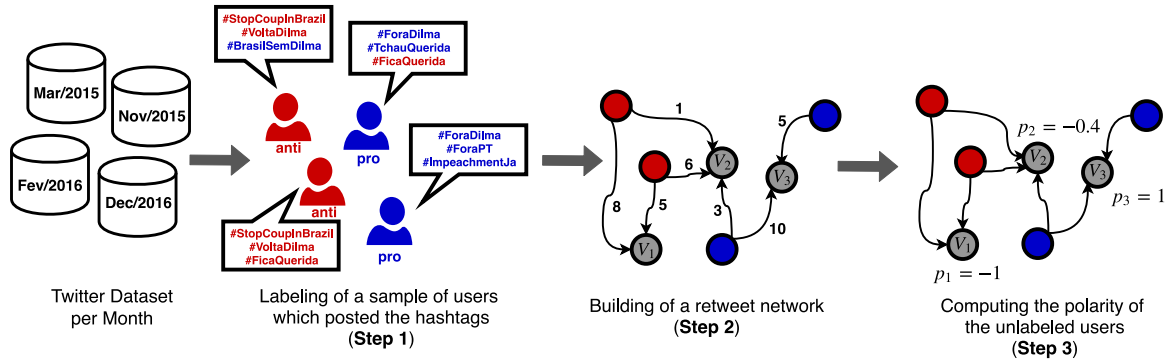 Mar/2015
Nov/2015
Fev/2016
Dec/2016
Twitter Dataset
per Month
#StopCoupInBrazil
#VoltaDilma
#BrasilSemDilma
#ForaDilma
#TchauQuerida
#FicaQuerida
anti
pro
#ForaDilma
#ForaPT
#ImpeachmentJa
anti
pro
#StopCoupInBrazil
#VoltaDilma
#FicaQuerida
Labeling of a sample of users
which posted the hashtags
(Step 1)
1
5
6
V2
V3
8
5
3
10
V1
Building of a retweet network
(Step 2)
p2 = −0.4
V2
V3
p3 = 1
V1
p1 = −1
Computing the polarity of
the unlabeled users
(Step 3)